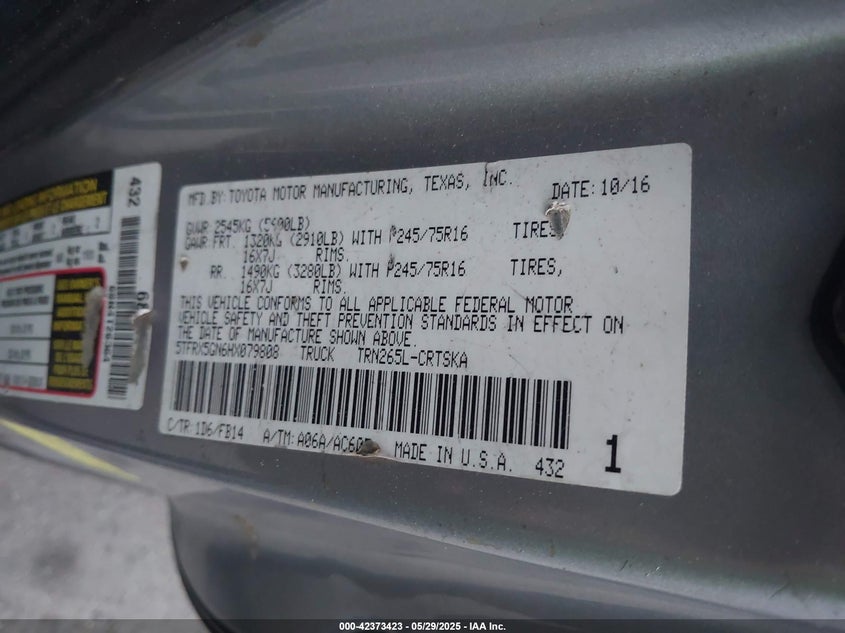 MFD. BY: TOYOTA MOTOR MANUFACTURING, TEXAS, INC. DATE: 10/16
GVWR 2545KG (5600LB)
GAWR FRT. 1320KG (2910LB) WITH P245/75R16 TIRES,
16X7J RIMS.
RR. 1490KG (3280LB) WITH P245/75R16 TIRES,
16X7J RIMS.
THIS VEHICLE CONFORMS TO ALL APPLICABLE FEDERAL MOTOR
VEHICLE SAFETY AND THEFT PREVENTION STANDARDS IN EFFECT ON
THE DATE OF MANUFACTURE SHOWN ABOVE.
5TFRX5GN6HX079808 TRUCK TRN265L-CRTSKA
C/TR: 1D6/FB14 A/TM: A06A/AC60F MADE IN U.S.A. 432 1
432
000-42373423 - 05/29/2025 - IAA Inc.